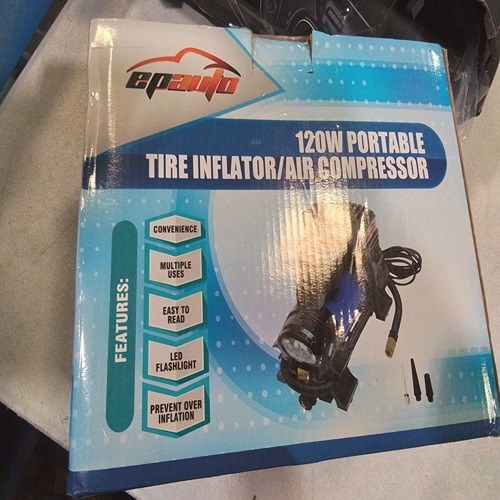 epauto
120W PORTABLE
TIRE INFLATOR/AIR COMPRESSOR
FEATURES:
CONVENIENCE
MULTIPLE
USES
EASY TO
READ
LED
FLASHLIGHT
PREVENT OVER
INFLATION